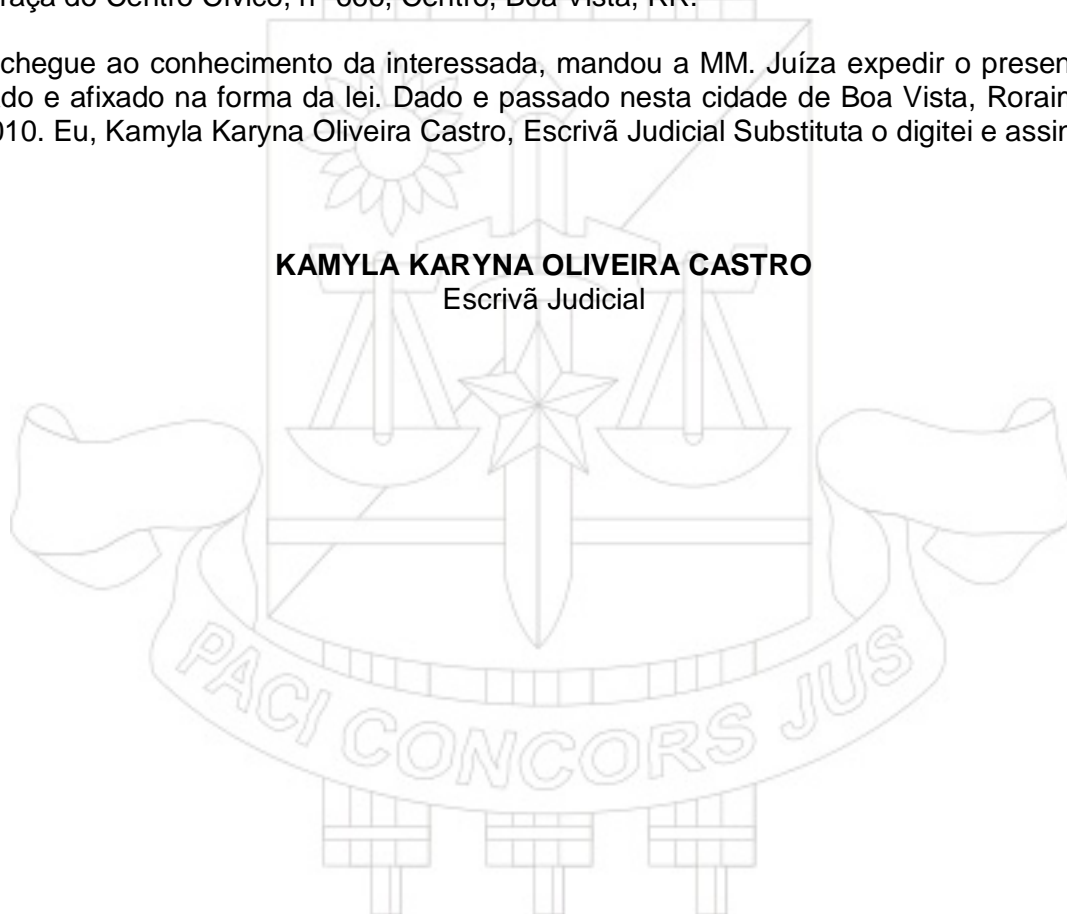 raça do Centro Cívico, nº 666, Centro, Boa Vista, RR.
chegue ao conhecimento da interessada, mandou a MM. Juíza expedir o presen
do e afixado na forma da lei. Dado e passado nesta cidade de Boa Vista, Rorain
010. Eu, Kamyla Karyna Oliveira Castro, Escrivã Judicial Substituta o digitei e assin
KAMYLA KARYNA OLIVEIRA CASTRO
Escrivã Judicial
PACI CONCORS JUS